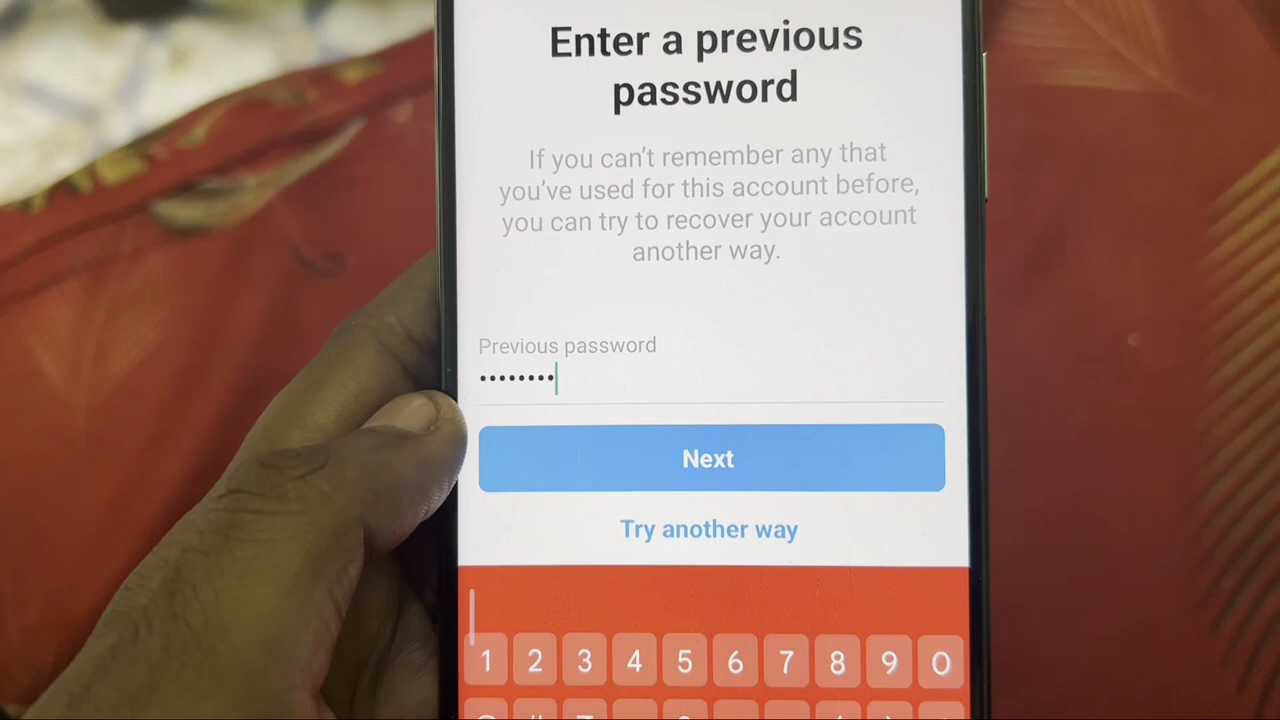 Enter a previous
password
If you can't remember any that
you've used for this account before,
you can try to recover your account
another way.
Previous password
••••••••
Next
Try another way
1 2 3 4 5 6 7 8 9 0